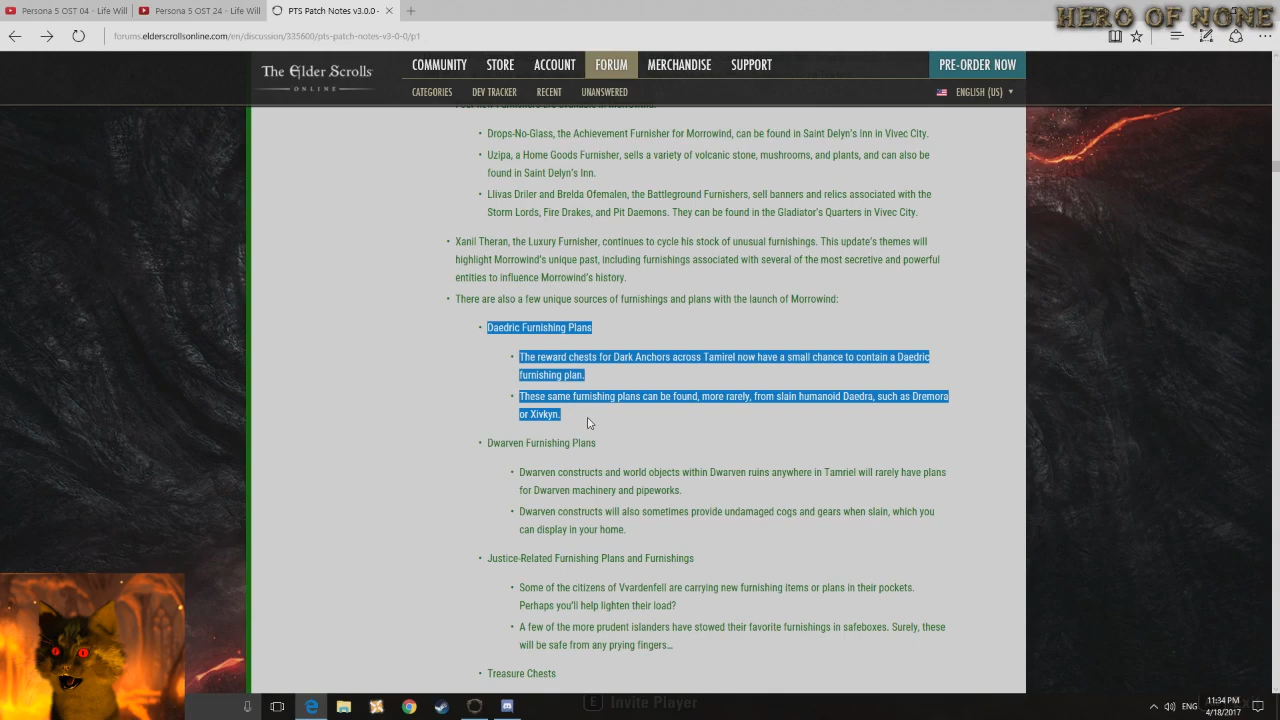 Persona 5 OST 04 - Life Will
Persona 5 OST 24 - Life Wil
PTS Patch Notes v3.0.0
HERO OF NONE
forums.elderscrollsonline.com/en/discussion/335600/pts-patch-notes-v3-0-0/p1
The Elder Scrolls
ONLINE
COMMUNITY STORE ACCOUNT FORUM MERCHANDISE SUPPORT PRE-ORDER NOW
CATEGORIES DEV TRACKER RECENT UNANSWERED ENGLISH (US)
• Drops-No-Glass, the Achievement Furnisher for Morrowind, can be found in Saint Delyn's Inn in Vivec City.
• Uzipa, a Home Goods Furnisher, sells a variety of volcanic stone, mushrooms, and plants, and can also be
found in Saint Delyn's Inn.
• Llivas Driler and Brelda Ofemalen, the Battleground Furnishers, sell banners and relics associated with the
Storm Lords, Fire Drakes, and Pit Daemons. They can be found in the Gladiator's Quarters in Vivec City.
• Xanil Theran, the Luxury Furnisher, continues to cycle his stock of unusual furnishings. This update's themes will
highlight Morrowind's unique past, including furnishings associated with several of the most secretive and powerful
entities to influence Morrowind's history.
• There are also a few unique sources of furnishings and plans with the launch of Morrowind:
• Daedric Furnishing Plans
• The reward chests for Dark Anchors across Tamirel now have a small chance to contain a Daedric
furnishing plan.
• These same furnishing plans can be found, more rarely, from slain humanoid Daedra, such as Dremora
or Xivkyn.
• Dwarven Furnishing Plans
• Dwarven constructs and world objects within Dwarven ruins anywhere in Tamriel will rarely have plans
for Dwarven machinery and pipeworks.
• Dwarven constructs will also sometimes provide undamaged cogs and gears when slain, which you
can display in your home.
• Justice-Related Furnishing Plans and Furnishings
• Some of the citizens of Vvardenfell are carrying new furnishing items or plans in their pockets.
Perhaps you'll help lighten their load?
• A few of the more prudent islanders have stowed their favorite furnishings in safeboxes. Surely, these
will be safe from any prying fingers…
• Treasure Chests
E Invite Player
ENG
11:34 PM
4/18/2017